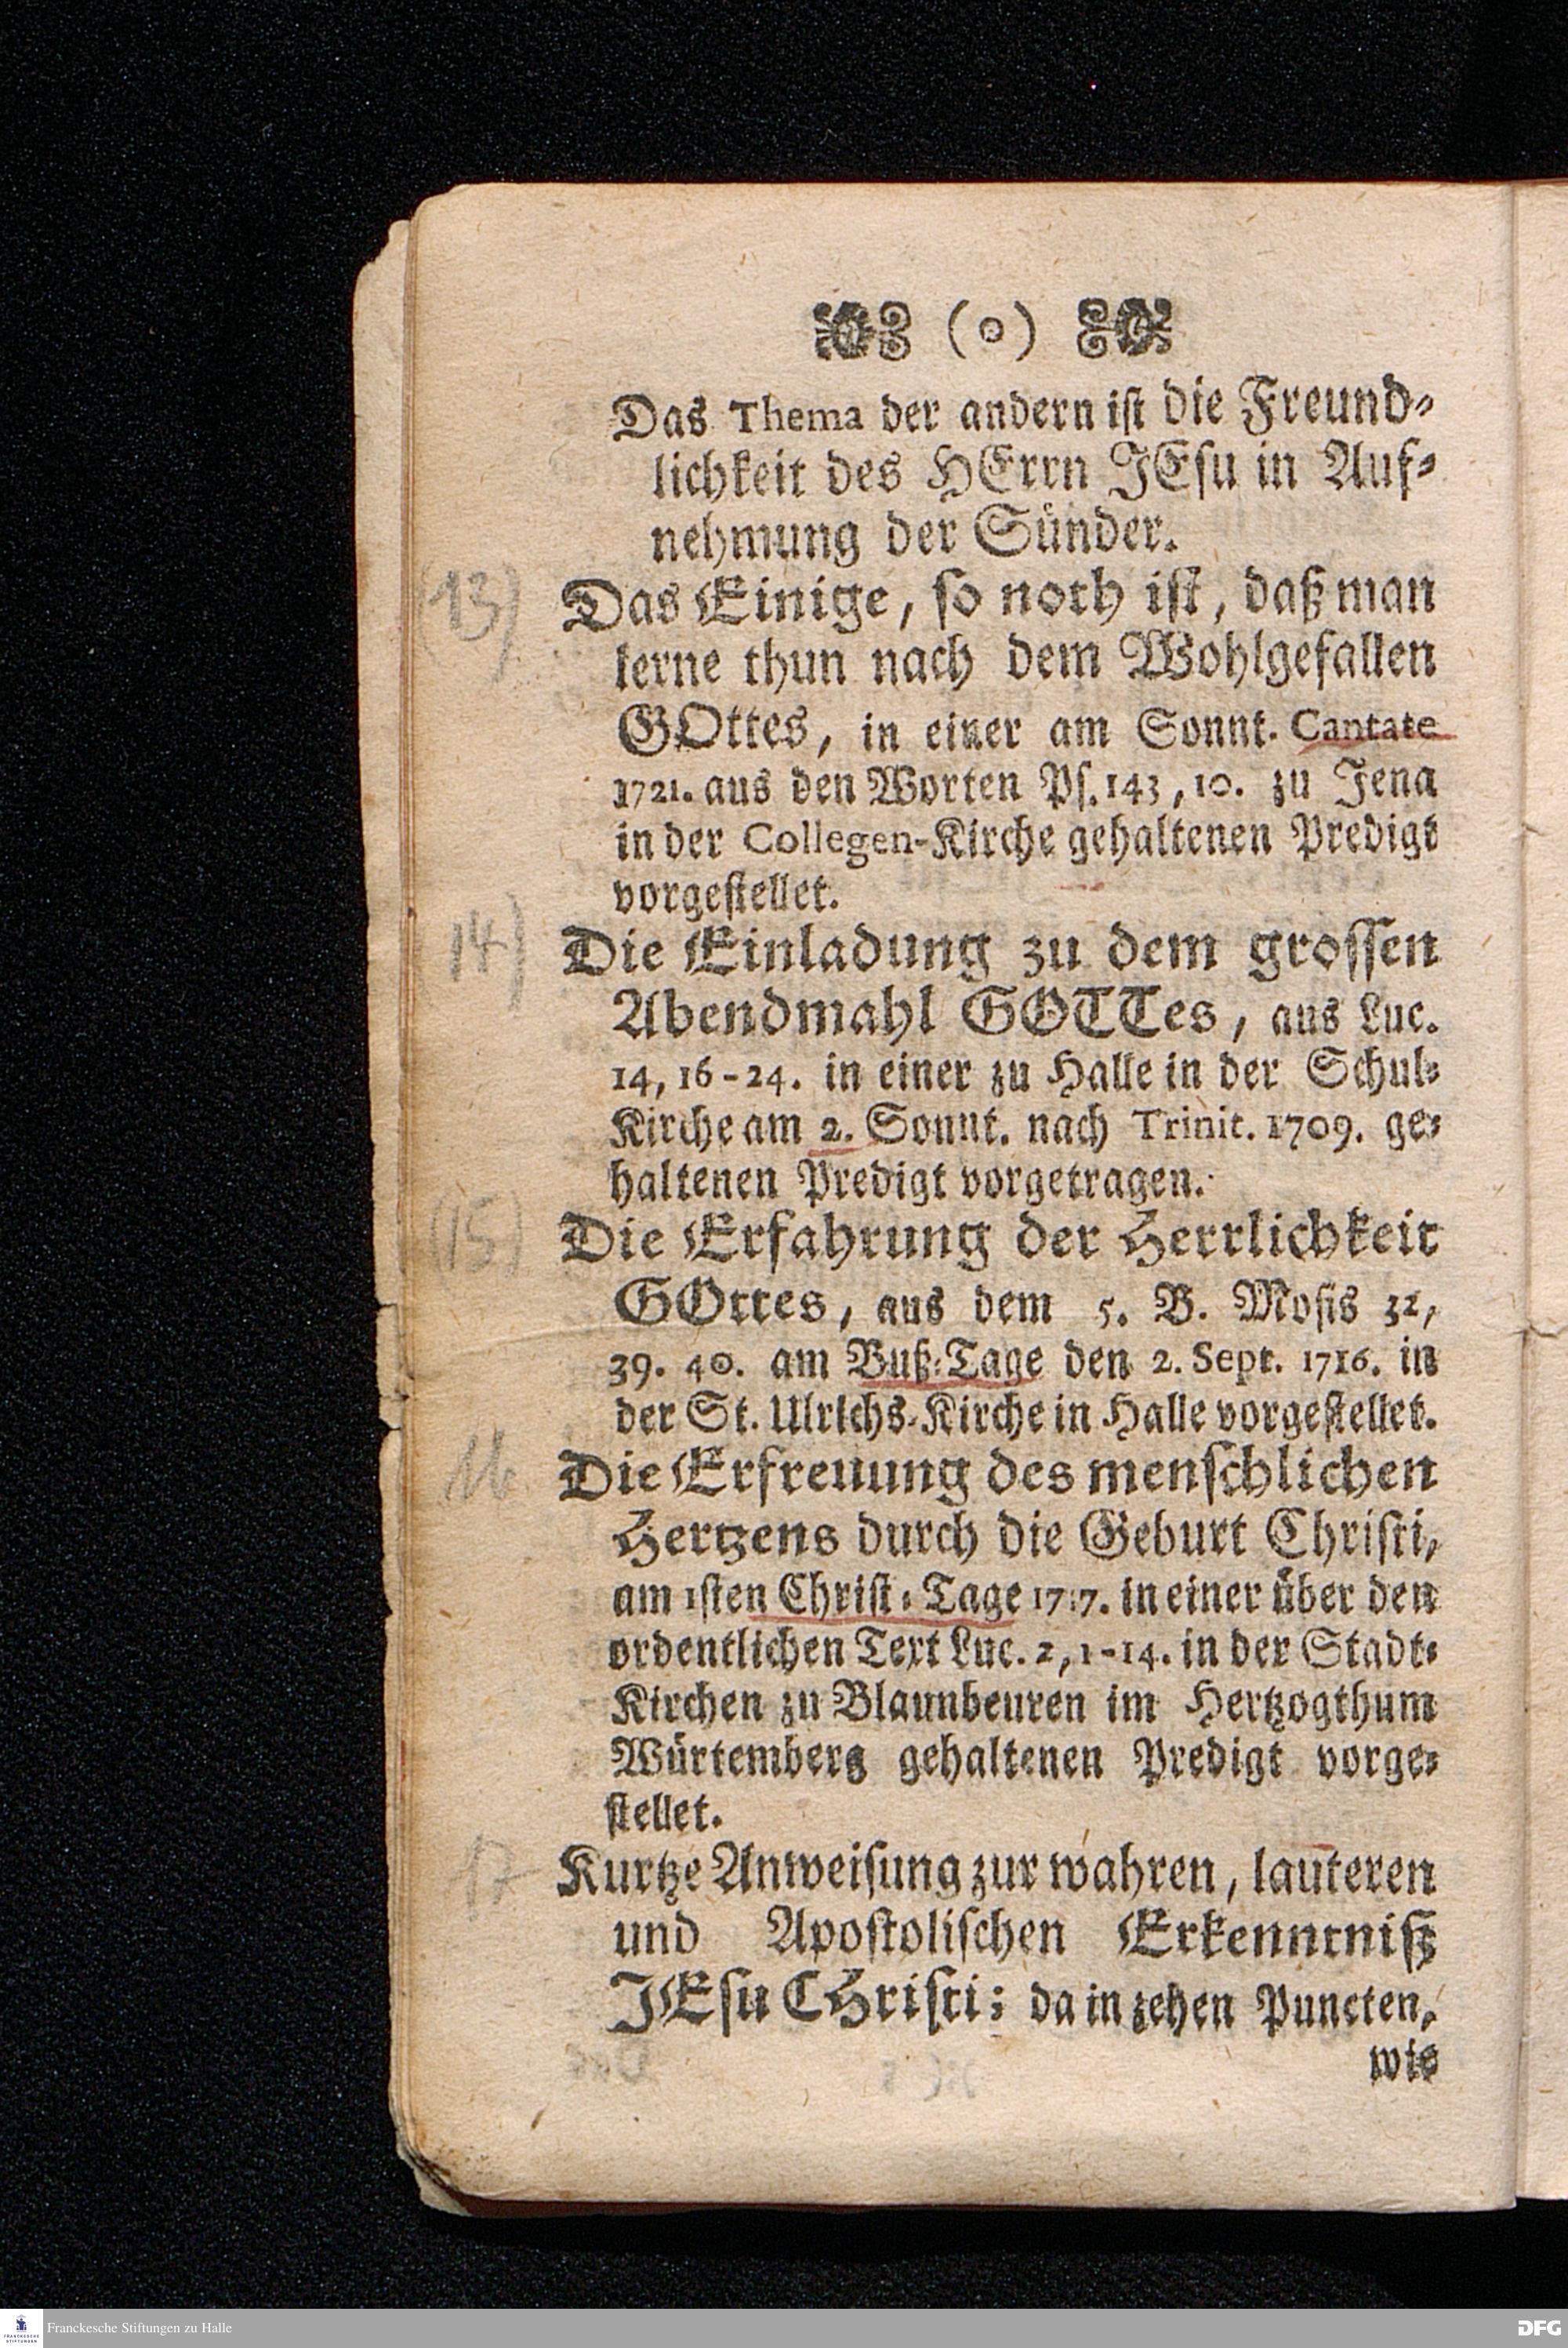 (o)
Das Thema der andern ist die Freund-
lichkeit des HErrn JEsu in Auf-
nehmung der Sünder.
13)
Das Einige, so noth ist, daß man
lerne thun nach dem Wohlgefallen
GOttes, in einer am Sonnt. Cantate
1721. aus den Worten Ps. 143, 10. zu Jena
in der Collegen-Kirche gehaltenen Predigt
vorgestellet.
14)
Die Einladung zu dem grossen
Abendmahl GOTTes, aus Luc.
14, 16-24. in einer zu Halle in der Schul-
Kirche am 2. Sonnt. nach Trinit. 1709. ge-
haltenen Predigt vorgetragen.
(15)
Die Erfahrung der Herrlichkeit
GOttes, aus dem 5. B. Mosis 32,
39. 40. am Buß-Tage den 2. Sept. 1716. in
der St. Ulrichs-Kirche in Halle vorgestellet.
16
Die Erfreuung des menschlichen
Hertzens durch die Geburt Christi,
am 1sten Christ-Tage 1717. in einer über den
ordentlichen Text Luc. 2, 1-14. in der Stadt-
Kirchen zu Blaunbeuren im Hertzogthum
Würtemberg gehaltenen Predigt vorge-
stellet.
17
Kurtze Anweisung zur wahren, lauteren
und Apostolischen Erkenntniß
JEsu CHristi; da in zehen Puncten,
wie
Franckesche Stiftungen zu Halle
DFG